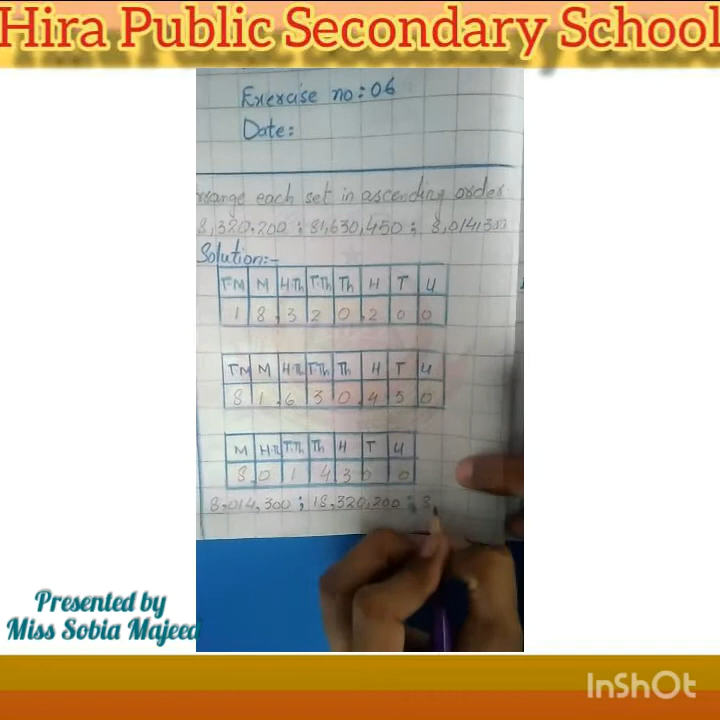 Hira Public Secondary School
Exercise no: 06
Date:
range each set in ascending order
8,320,200 ; 81,630,450 ; 8,014,300
Solution:-
T-M M H-Th T-Th Th H T U
1 8,3 2 0,2 0 0
T-M M H-Th T-Th Th H T U
8 1,6 3 0,4 5 0
M H-Th T-Th Th H T U
8,0 1 4,3 0 0
8,014,300 ; 18,320,200 ; 8
Presented by
Miss Sobia Majeed
InShOt